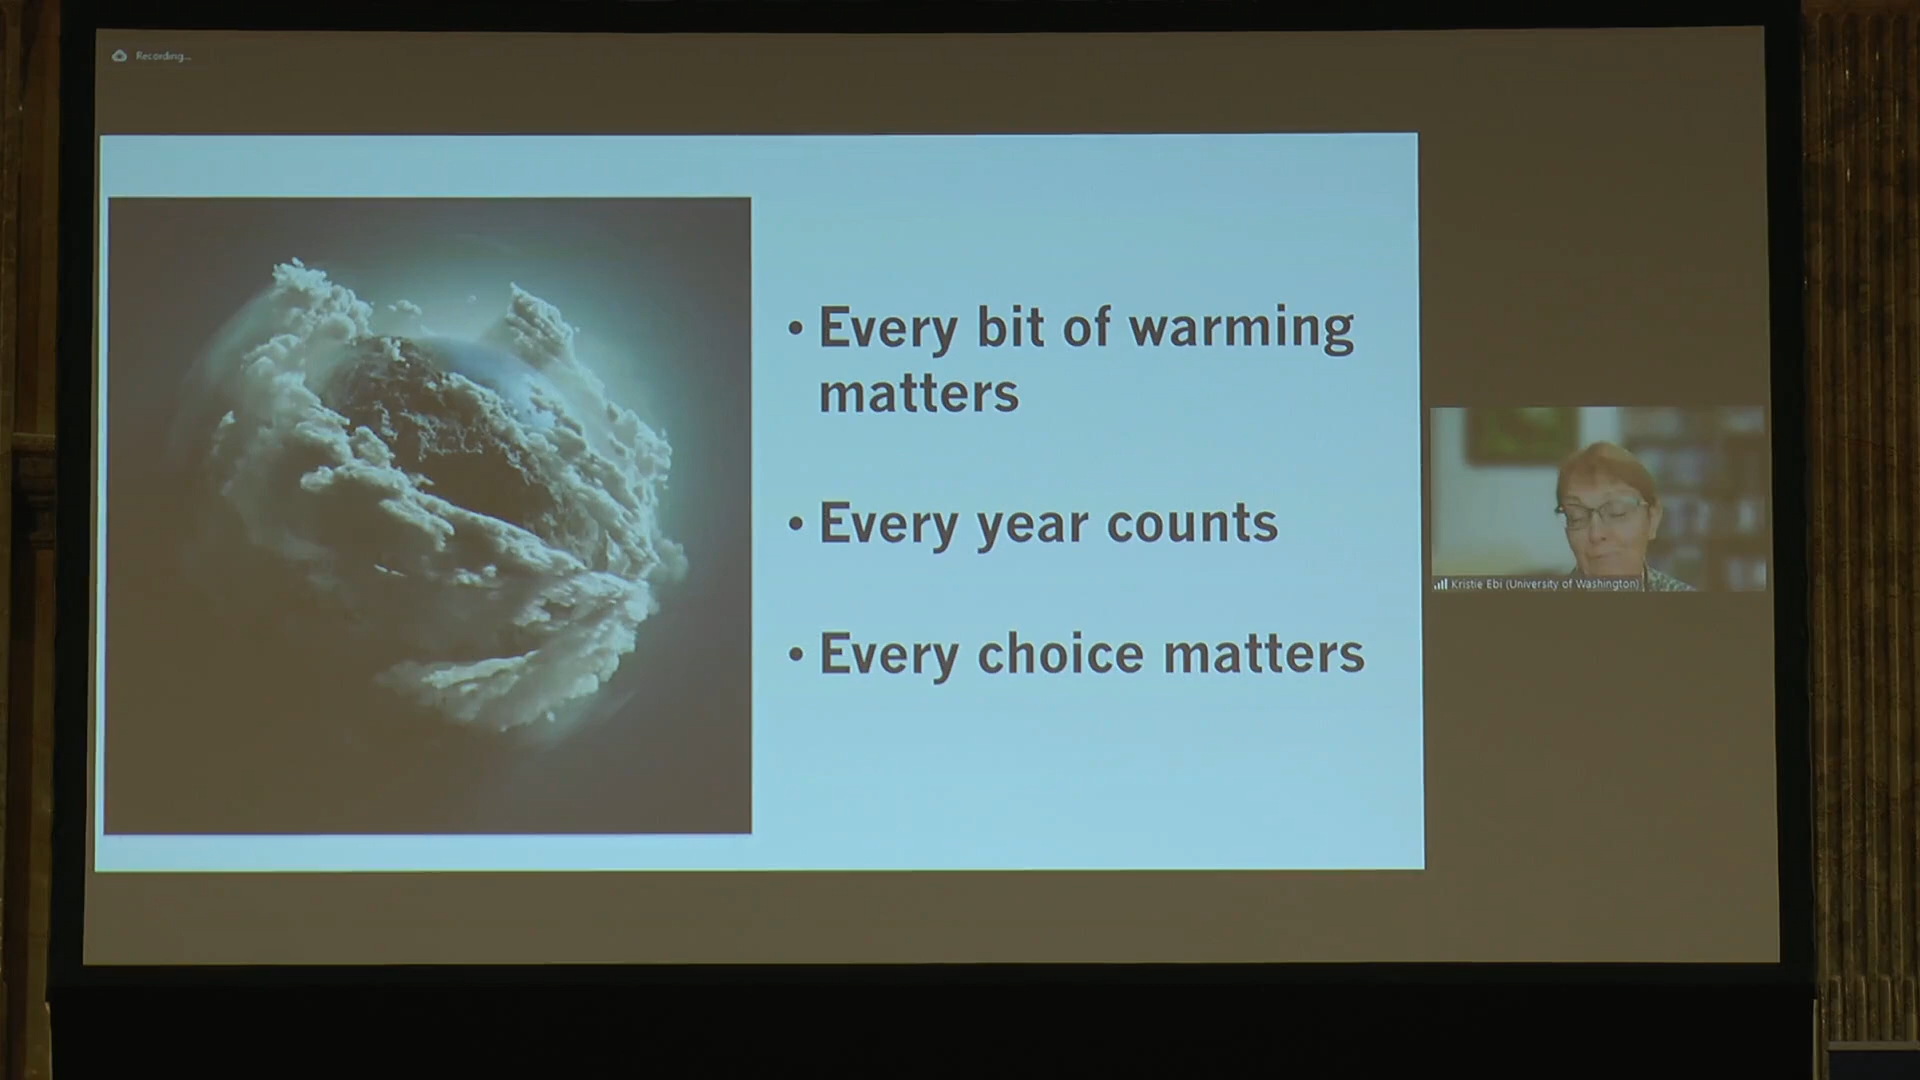 Recording...
• Every bit of warming
matters
• Every year counts
• Every choice matters
Kristie Ebi (University of Washington)